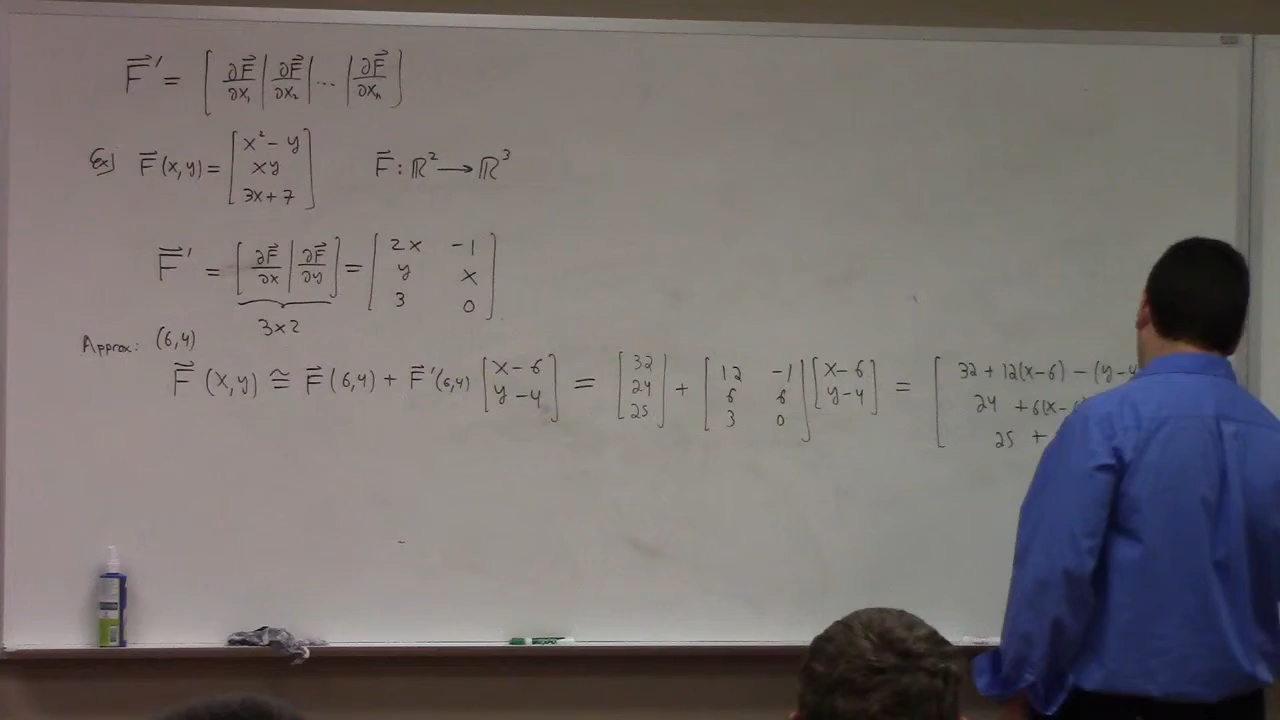 F⃗' = [ ∂F⃗/∂x₁ | ∂F⃗/∂x₂ | ... | ∂F⃗/∂xₙ ]
Ex) F⃗(x,y) = [ x² - y ; xy ; 3x + 7 ] F⃗ : ℝ² → ℝ³
F⃗' = [ ∂F⃗/∂x | ∂F⃗/∂y ] = [ 2x -1 ; y x ; 3 0 ]
3x2
Approx: (6,4)
F⃗(x,y) ≅ F⃗(6,4) + F⃗'(6,4) [ x - 6 ; y - 4 ] = [ 32 ; 24 ; 25 ] + [ 12 -1 ; 6 6 ; 3 0 ] [ x-6 ; y-4 ] = [ 32 + 12(x-6) - (y-4 ; 24 + 6(x-6 ; 25 +